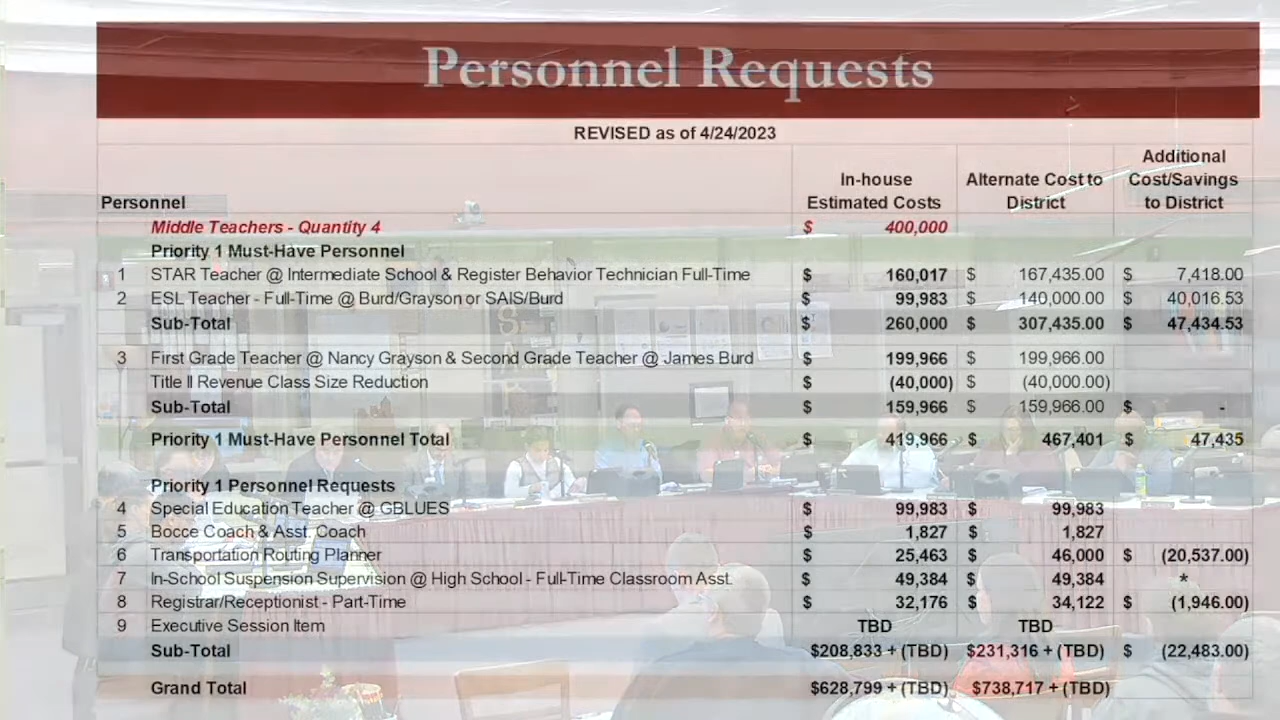 Personnel Requests
REVISED as of 4/24/2023
Personnel In-house Estimated Costs Alternate Cost to District Additional Cost/Savings to District
Middle Teachers - Quantity 4 $ 400,000
Priority 1 Must-Have Personnel
1 STAR Teacher @ Intermediate School & Register Behavior Technician Full-Time $ 160,017 $ 167,435.00 $ 7,418.00
2 ESL Teacher - Full-Time @ Burd/Grayson or SAIS/Burd $ 99,983 $ 140,000.00 $ 40,016.53
Sub-Total $ 260,000 $ 307,435.00 $ 47,434.53
3 First Grade Teacher @ Nancy Grayson & Second Grade Teacher @ James Burd $ 199,966 $ 199,966.00
Title II Revenue Class Size Reduction $ (40,000) $ (40,000.00)
Sub-Total $ 159,966 $ 159,966.00 $ -
Priority 1 Must-Have Personnel Total $ 419,966 $ 467,401 $ 47,435
Priority 1 Personnel Requests
4 Special Education Teacher @ GBLUES $ 99,983 $ 99,983
5 Bocce Coach & Asst. Coach $ 1,827 $ 1,827
6 Transportation Routing Planner $ 25,463 $ 46,000 $ (20,537.00)
7 In-School Suspension Supervision @ High School - Full-Time Classroom Asst. $ 49,384 $ 49,384 *
8 Registrar/Receptionist - Part-Time $ 32,176 $ 34,122 $ (1,946.00)
9 Executive Session Item TBD TBD
Sub-Total $208,833 + (TBD) $231,316 + (TBD) $ (22,483.00)
Grand Total $628,799 + (TBD) $738,717 + (TBD)